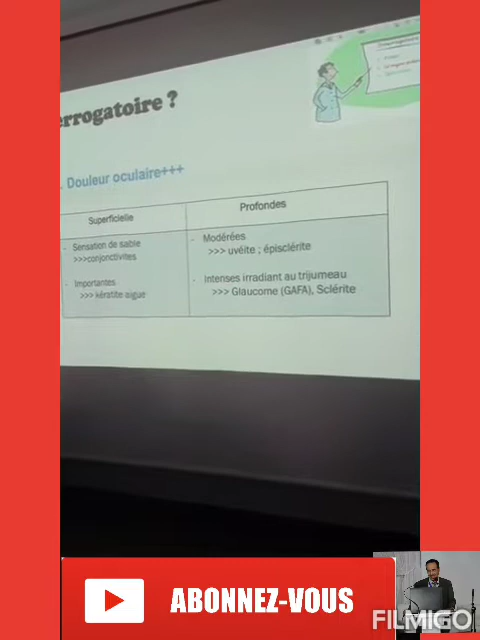 errogatoire ?
. Douleur oculaire+++
Superficielle
Profondes
- Sensation de sable
>>>conjonctivites
- Importantes
>>> kératite aigue
- Modérées
>>> uvéite ; épisclérite
- Intenses irradiant au trijumeau
>>> Glaucome (GAFA), Sclérite
ABONNEZ-VOUS
FILMIGO